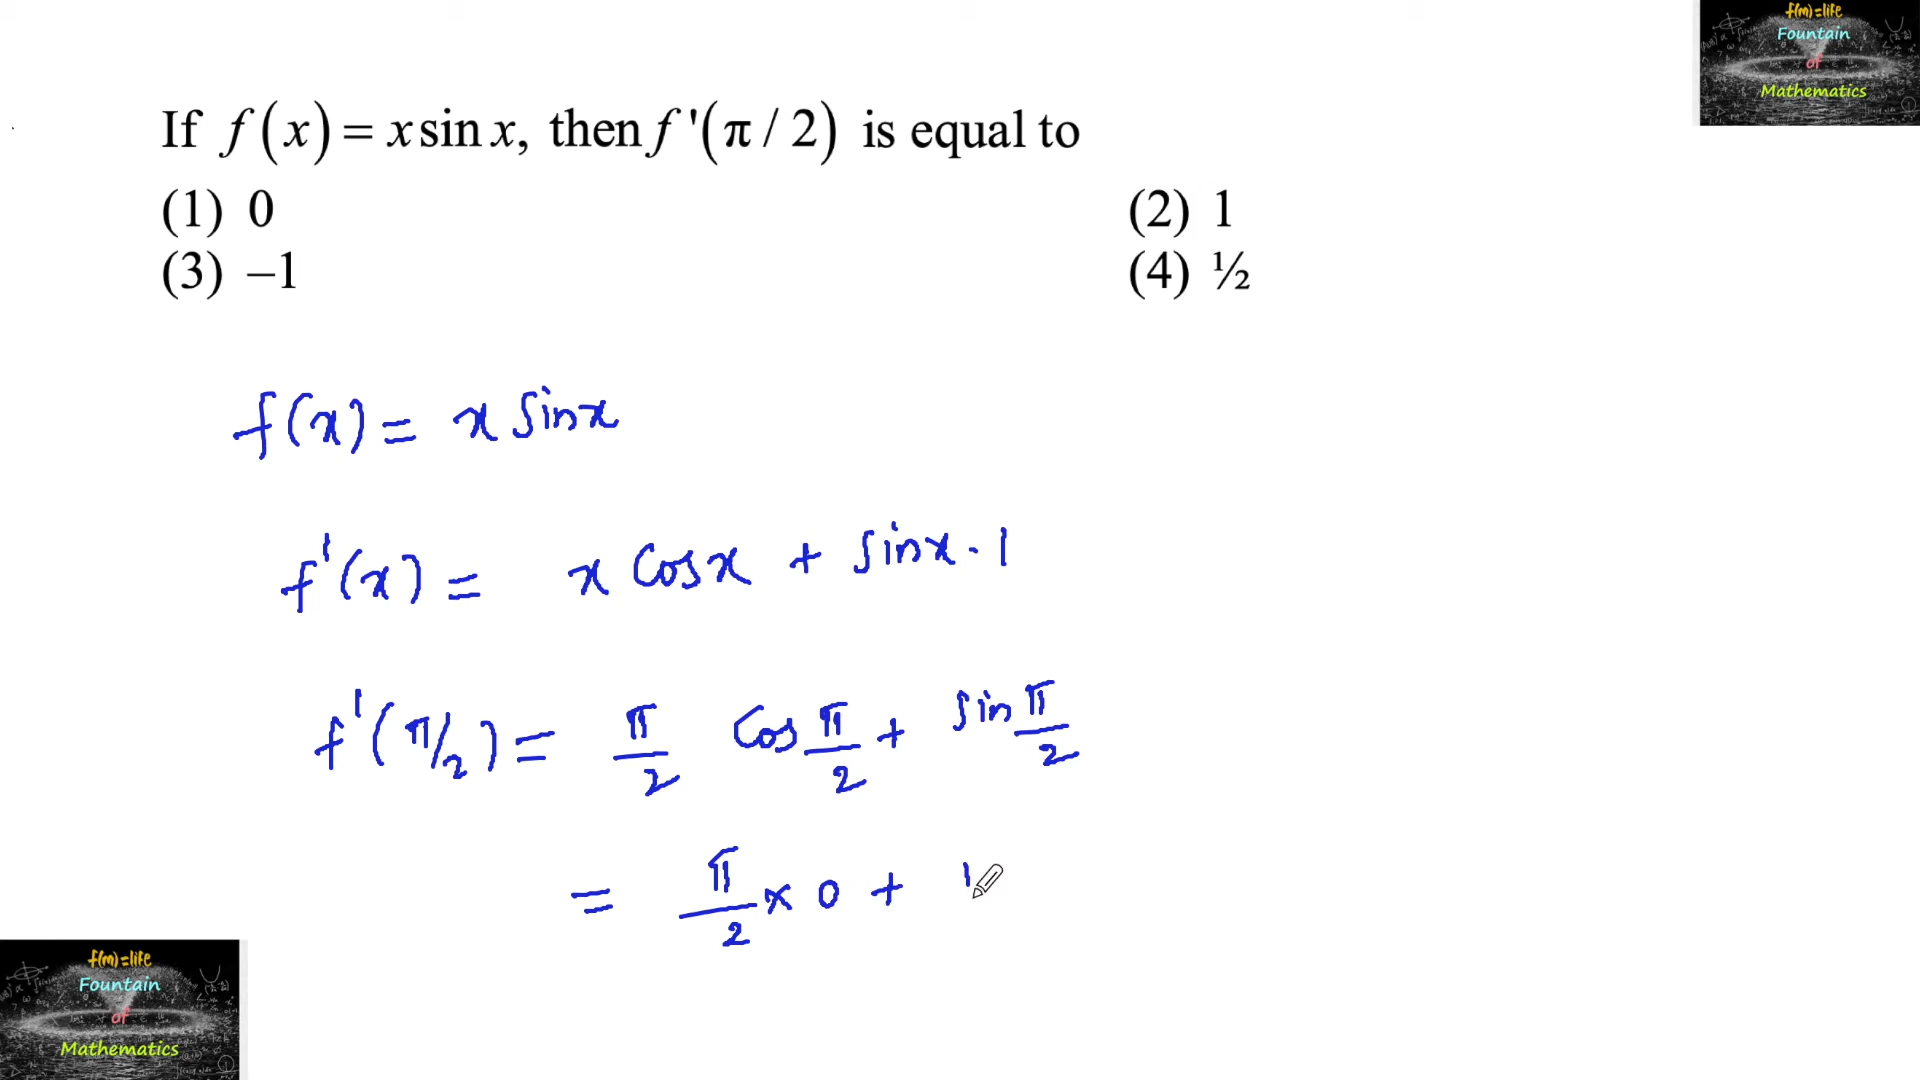 f(m)=life
Fountain
of
Mathematics
If f(x) = x sin x, then f '(π / 2) is equal to
(1) 0 (2) 1
(3) –1 (4) ½
f(x) = x sinx
f'(x) = x cosx + sinx · 1
f'(π/2) = π/2 cos π/2 + sin π/2
= π/2 × 0 + 1
f(m)=life
Fountain
of
Mathematics